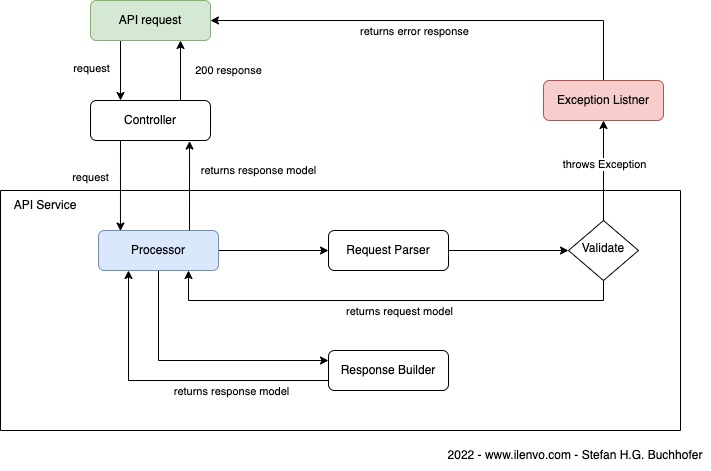 API request
returns error response
request
200 response
Exception Listner
Controller
throws Exception
returns response model
request
API Service
Processor
Request Parser
Validate
returns request model
Response Builder
returns response model
2022 - www.ilenvo.com - Stefan H.G. Buchhofer